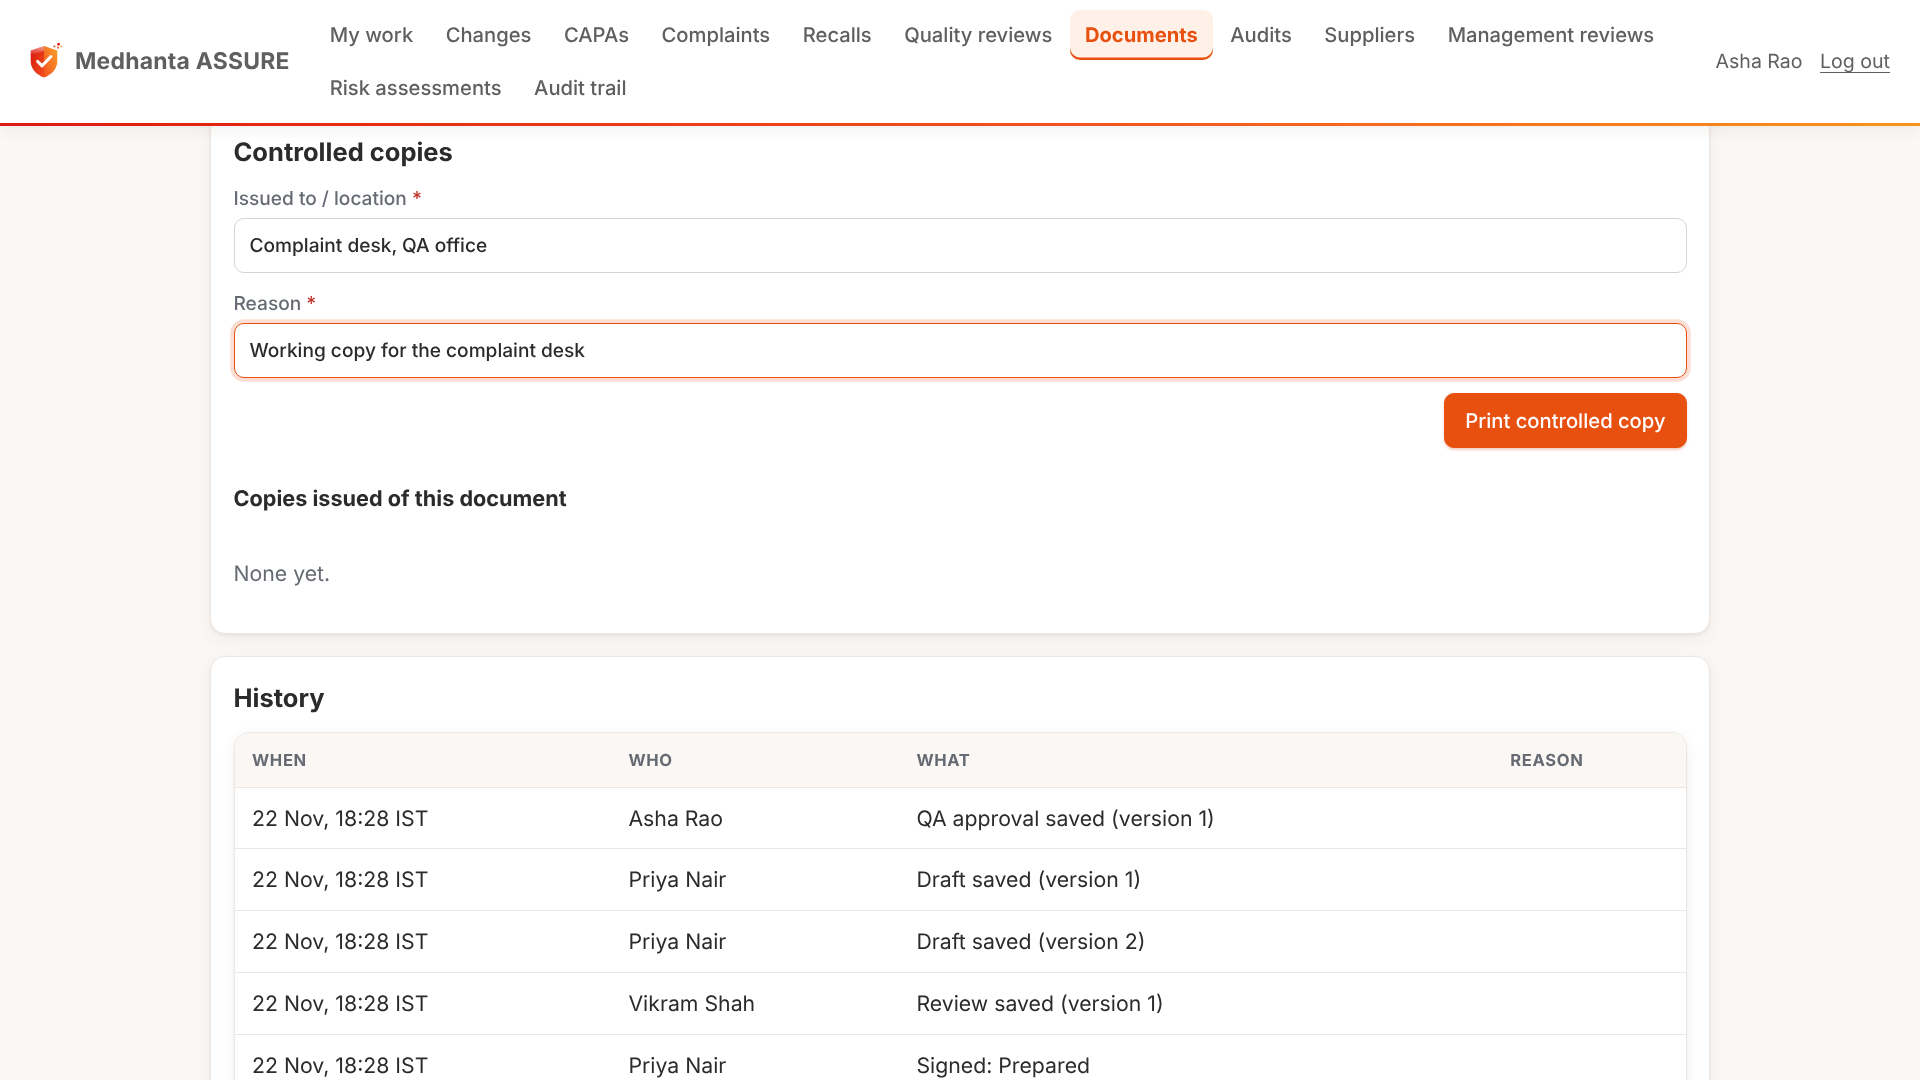 Medhanta ASSURE
My work
Changes
CAPAs
Complaints
Recalls
Quality reviews
Documents
Audits
Suppliers
Management reviews
Risk assessments
Audit trail
Asha Rao
Log out
Controlled copies
Issued to / location *
Complaint desk, QA office
Reason *
Working copy for the complaint desk
Print controlled copy
Copies issued of this document
None yet.
History
WHEN WHO WHAT REASON
22 Nov, 18:28 IST Asha Rao QA approval saved (version 1)
22 Nov, 18:28 IST Priya Nair Draft saved (version 1)
22 Nov, 18:28 IST Priya Nair Draft saved (version 2)
22 Nov, 18:28 IST Vikram Shah Review saved (version 1)
22 Nov, 18:28 IST Priya Nair Signed: Prepared